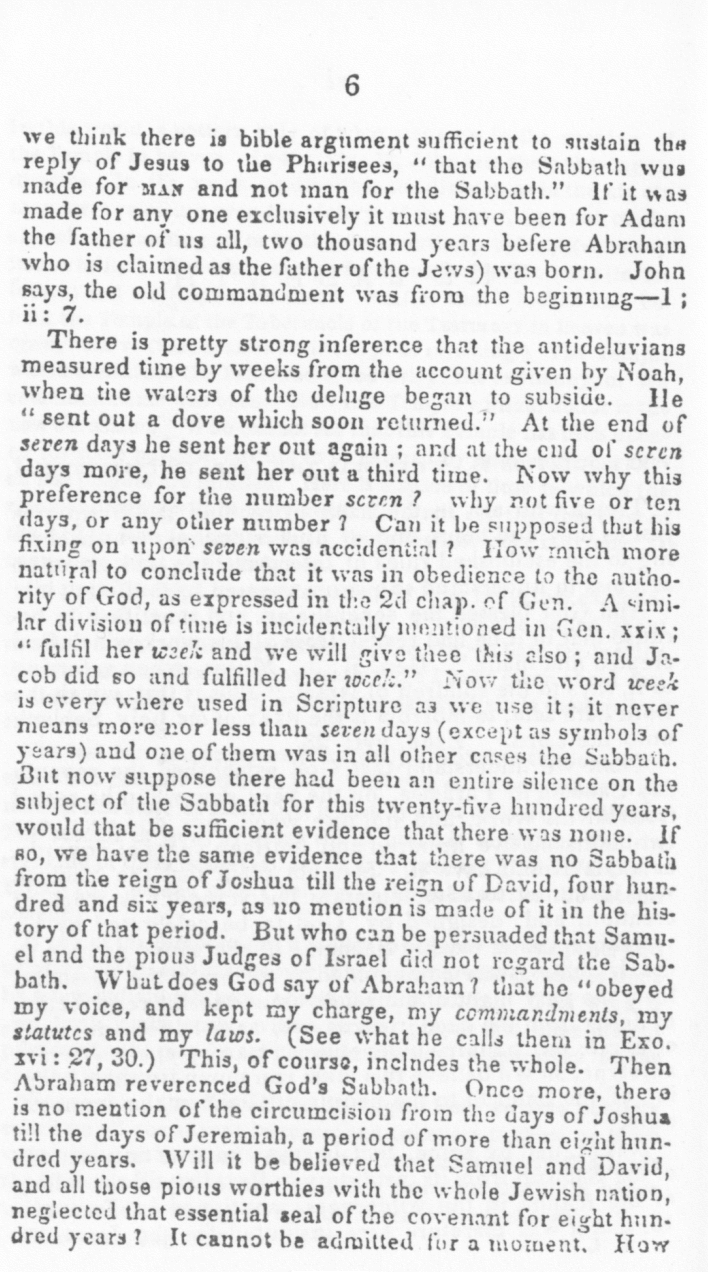 6
we think there is bible argument sufficient to sustain the
reply of Jesus to the Pharisees, “ that the Sabbath was
made for MAN and not man for the Sabbath.” If it was
made for any one exclusively it must have been for Adam
the father of us all, two thousand years befere Abraham
who is claimed as the father of the Jews) was born. John
says, the old commandment was from the beginning—1 ;
ii: 7.
There is pretty strong inference that the antideluvians
measured time by weeks from the account given by Noah,
when the waters of the deluge began to subside. He
“ sent out a dove which soon returned.” At the end of
seven days he sent her out again ; and at the end of seven
days more, he sent her out a third time. Now why this
preference for the number seven ? why not five or ten
days, or any other number ? Can it be supposed that his
fixing on upon seven was accidential ? How much more
natural to conclude that it was in obedience to the autho-
rity of God, as expressed in the 2d chap. of Gen. A simi-
lar division of time is incidentally mentioned in Gen. xxix ;
“ fulfil her week and we will give thee this also ; and Ja-
cob did so and fulfilled her week.” Now the word week
is every where used in Scripture as we use it ; it never
means more nor less than seven days (except as symbols of
years) and one of them was in all other cases the Sabbath.
But now suppose there had been an entire silence on the
subject of the Sabbath for this twenty-five hundred years,
would that be sufficient evidence that there was none. If
so, we have the same evidence that there was no Sabbath
from the reign of Joshua till the reign of David, four hun-
dred and six years, as no mention is made of it in the his-
tory of that period. But who can be persuaded that Samu-
el and the pious Judges of Israel did not regard the Sab-
bath. What does God say of Abraham ? that he “obeyed
my voice, and kept my charge, my commandments, my
statutes and my laws. (See what he calls them in Exo.
xvi : 27, 30.) This, of course, includes the whole. Then
Abraham reverenced God's Sabbath. Once more, there
is no mention of the circumcision from the days of Joshua
till the days of Jeremiah, a period of more than eight hun-
dred years. Will it be believed that Samuel and David,
and all those pious worthies with the whole Jewish nation,
neglected that essential seal of the covenant for eight hun-
dred years ? It cannot be admitted for a moment. How